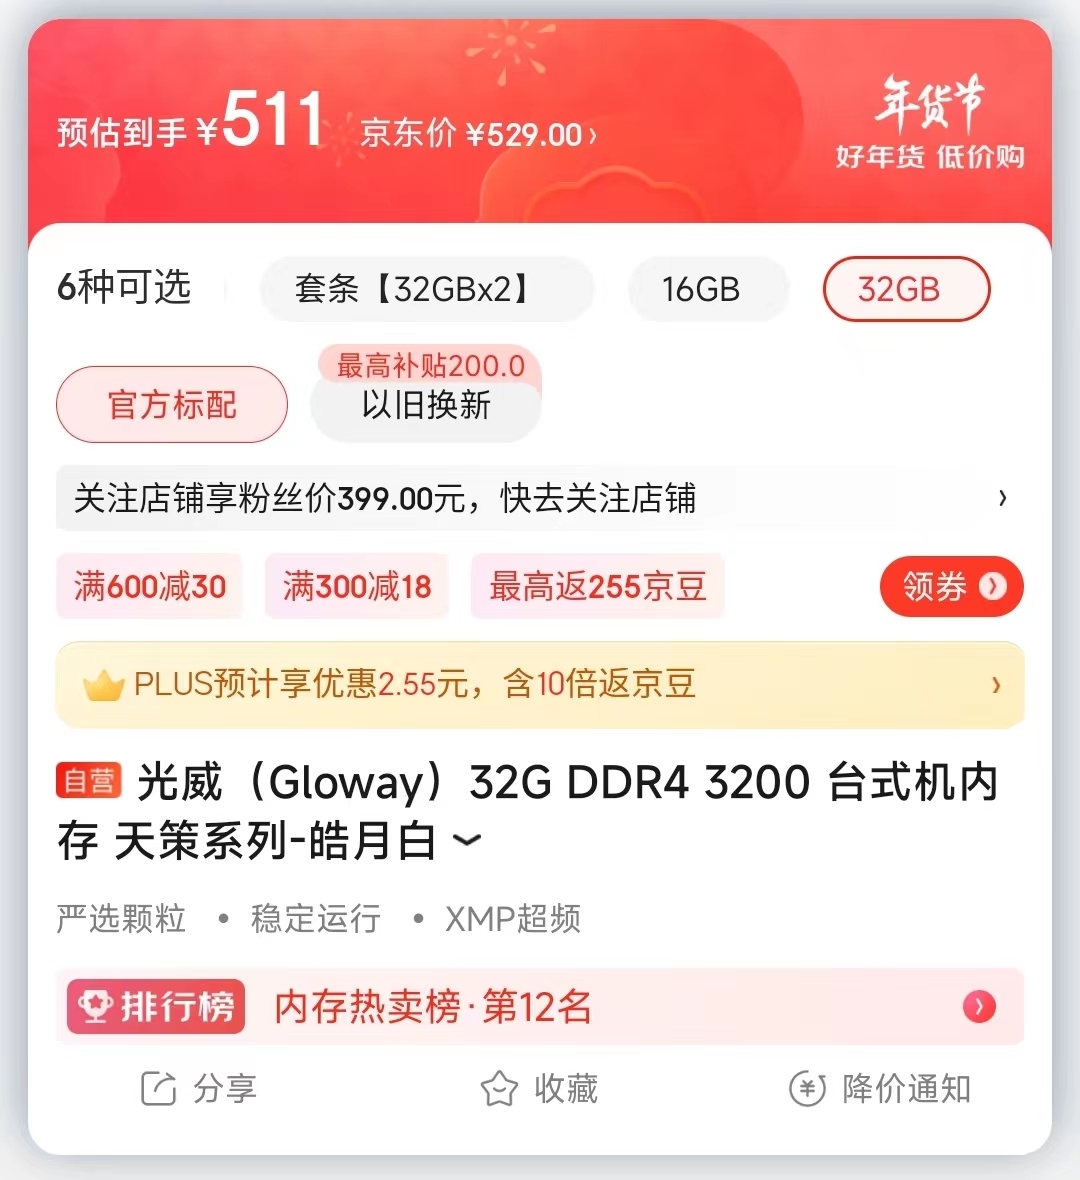 预估到手 ¥511 京东价 ¥529.00 ›
年货节
好年货 低价购
6种可选 套条【32GBx2】 16GB 32GB
最高补贴200.0
官方标配 以旧换新
关注店铺享粉丝价399.00元，快去关注店铺 ›
满600减30 满300减18 最高返255京豆 领券 ›
PLUS预计享优惠2.55元，含10倍返京豆 ›
自营 光威（Gloway）32G DDR4 3200 台式机内
存 天策系列-皓月白
严选颗粒 • 稳定运行 • XMP超频
排行榜 内存热卖榜·第12名 ›
分享 收藏 降价通知